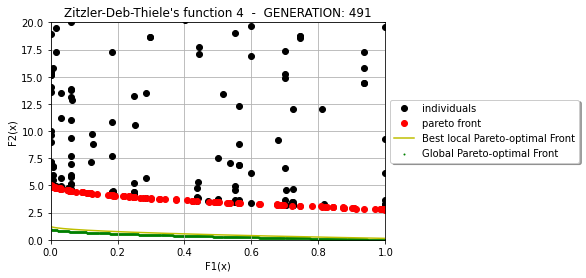 Zitzler-Deb-Thiele's function 4 - GENERATION: 491
20.0
17.5
15.0
12.5
10.0
7.5
5.0
2.5
0.0
F2(x)
0.0 0.2 0.4 0.6 0.8 1.0
F1(x)
individuals
pareto front
Best local Pareto-optimal Front
Global Pareto-optimal Front